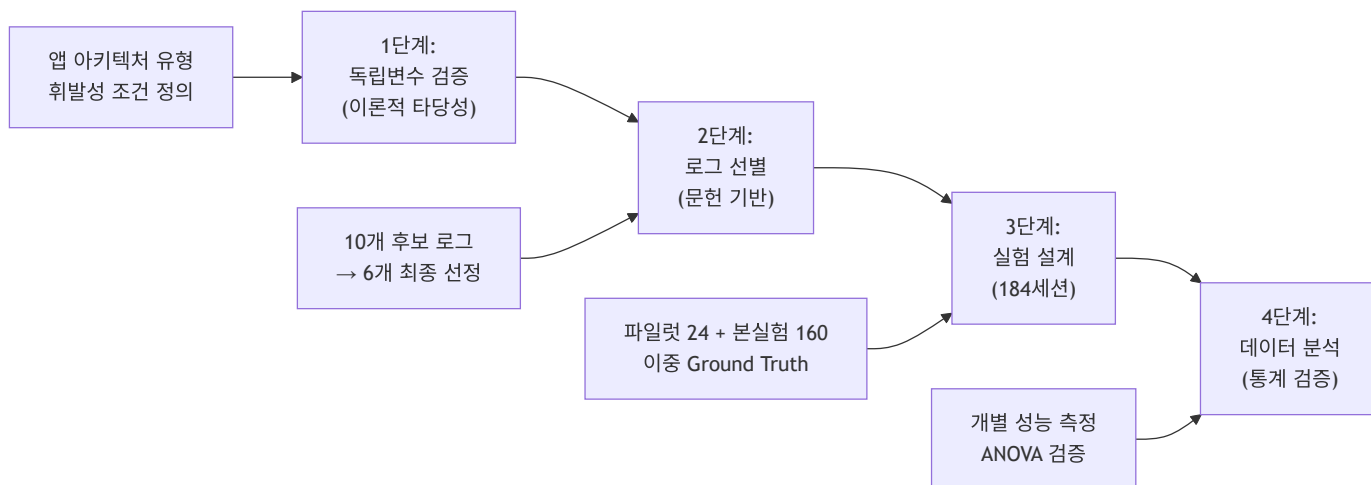 앱 아키텍처 유형
휘발성 조건 정의
1단계:
독립변수 검증
(이론적 타당성)
10개 후보 로그
→ 6개 최종 선정
2단계:
로그 선별
(문헌 기반)
파일럿 24 + 본실험 160
이중 Ground Truth
3단계:
실험 설계
(184세션)
개별 성능 측정
ANOVA 검증
4단계:
데이터 분석
(통계 검증)